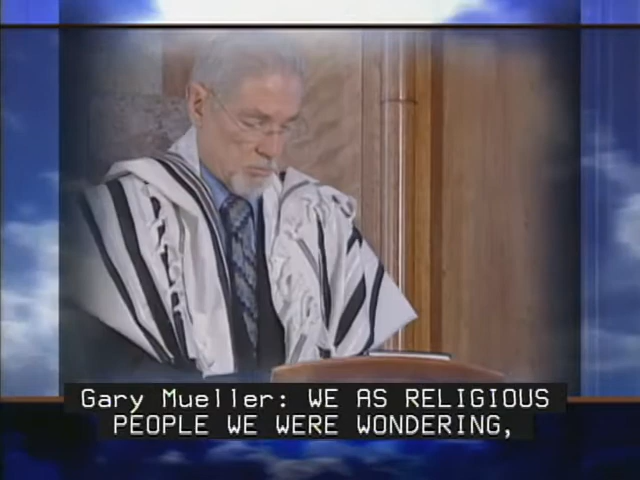 Gary Mueller: WE AS RELIGIOUS
PEOPLE WE WERE WONDERING,